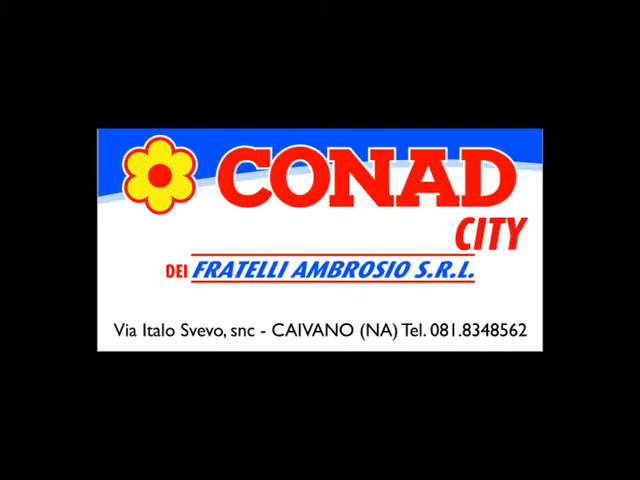 CONAD
CITY
DEI FRATELLI AMBROSIO S.R.L.
Via Italo Svevo, snc - CAIVANO (NA) Tel. 081.8348562